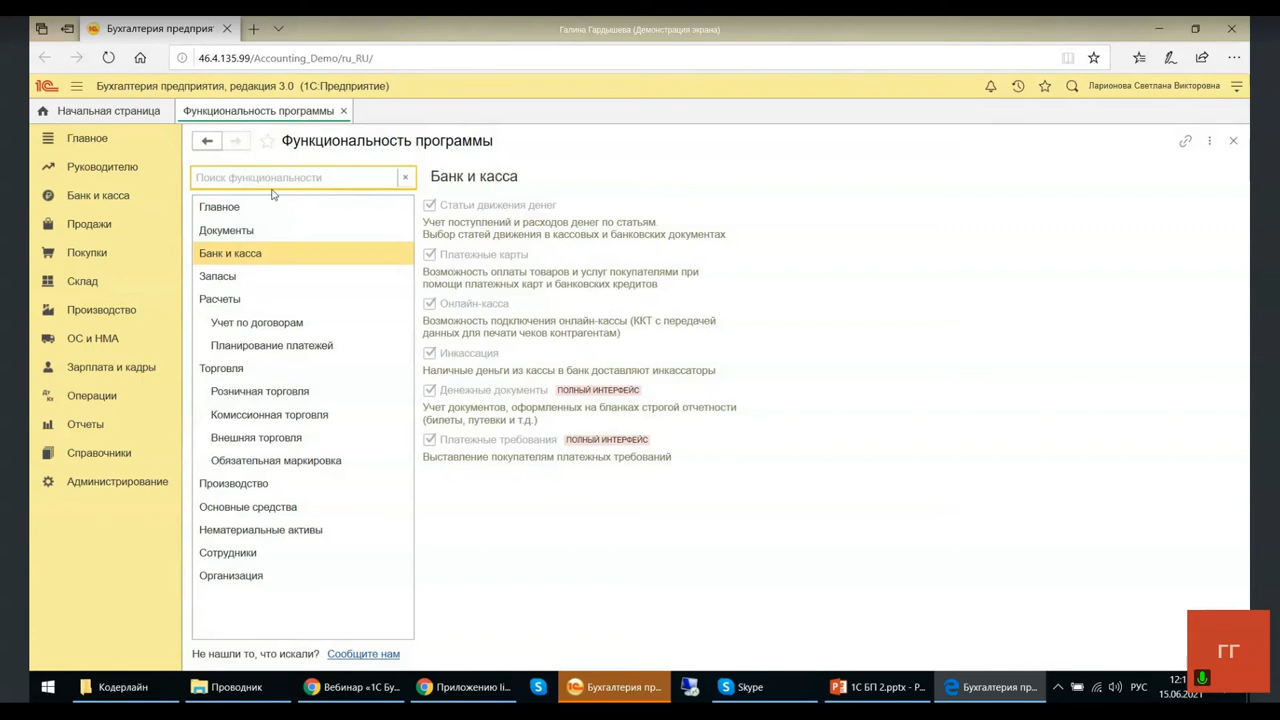 Бухгалтерия предприя
Галина Гардышева (Демонстрация экрана)
46.4.135.99/Accounting_Demo/ru_RU/
Бухгалтерия предприятия, редакция 3.0 (1С:Предприятие)
Ларионова Светлана Викторовна
Начальная страница
Функциональность программы
Главное
Руководителю
Банк и касса
Продажи
Покупки
Склад
Производство
ОС и НМА
Зарплата и кадры
Операции
Отчеты
Справочники
Администрирование
Функциональность программы
Поиск функциональности
Главное
Документы
Банк и касса
Запасы
Расчеты
Учет по договорам
Планирование платежей
Торговля
Розничная торговля
Комиссионная торговля
Внешняя торговля
Обязательная маркировка
Производство
Основные средства
Нематериальные активы
Сотрудники
Организация
Не нашли то, что искали? Сообщите нам
Банк и касса
Статьи движения денег
Учет поступлений и расходов денег по статьям.
Выбор статей движения в кассовых и банковских документах
Платежные карты
Возможность оплаты товаров и услуг покупателями при
помощи платежных карт и банковских кредитов
Онлайн-касса
Возможность подключения онлайн-кассы (ККТ с передачей
данных для печати чеков контрагентам)
Инкассация
Наличные деньги из кассы в банк доставляют инкассаторы
Денежные документы ПОЛНЫЙ ИНТЕРФЕЙС
Учет документов, оформленных на бланках строгой отчетности
(билеты, путевки и т.д.)
Платежные требования ПОЛНЫЙ ИНТЕРФЕЙС
Выставление покупателям платежных требований
ГГ
Кодерлайн
Проводник
Вебинар «1С Бу...
Приложению li...
Бухгалтерия пр...
Skype
1С БП 2.pptx - P...
Бухгалтерия пр...
РУС
12:1
15.06.202